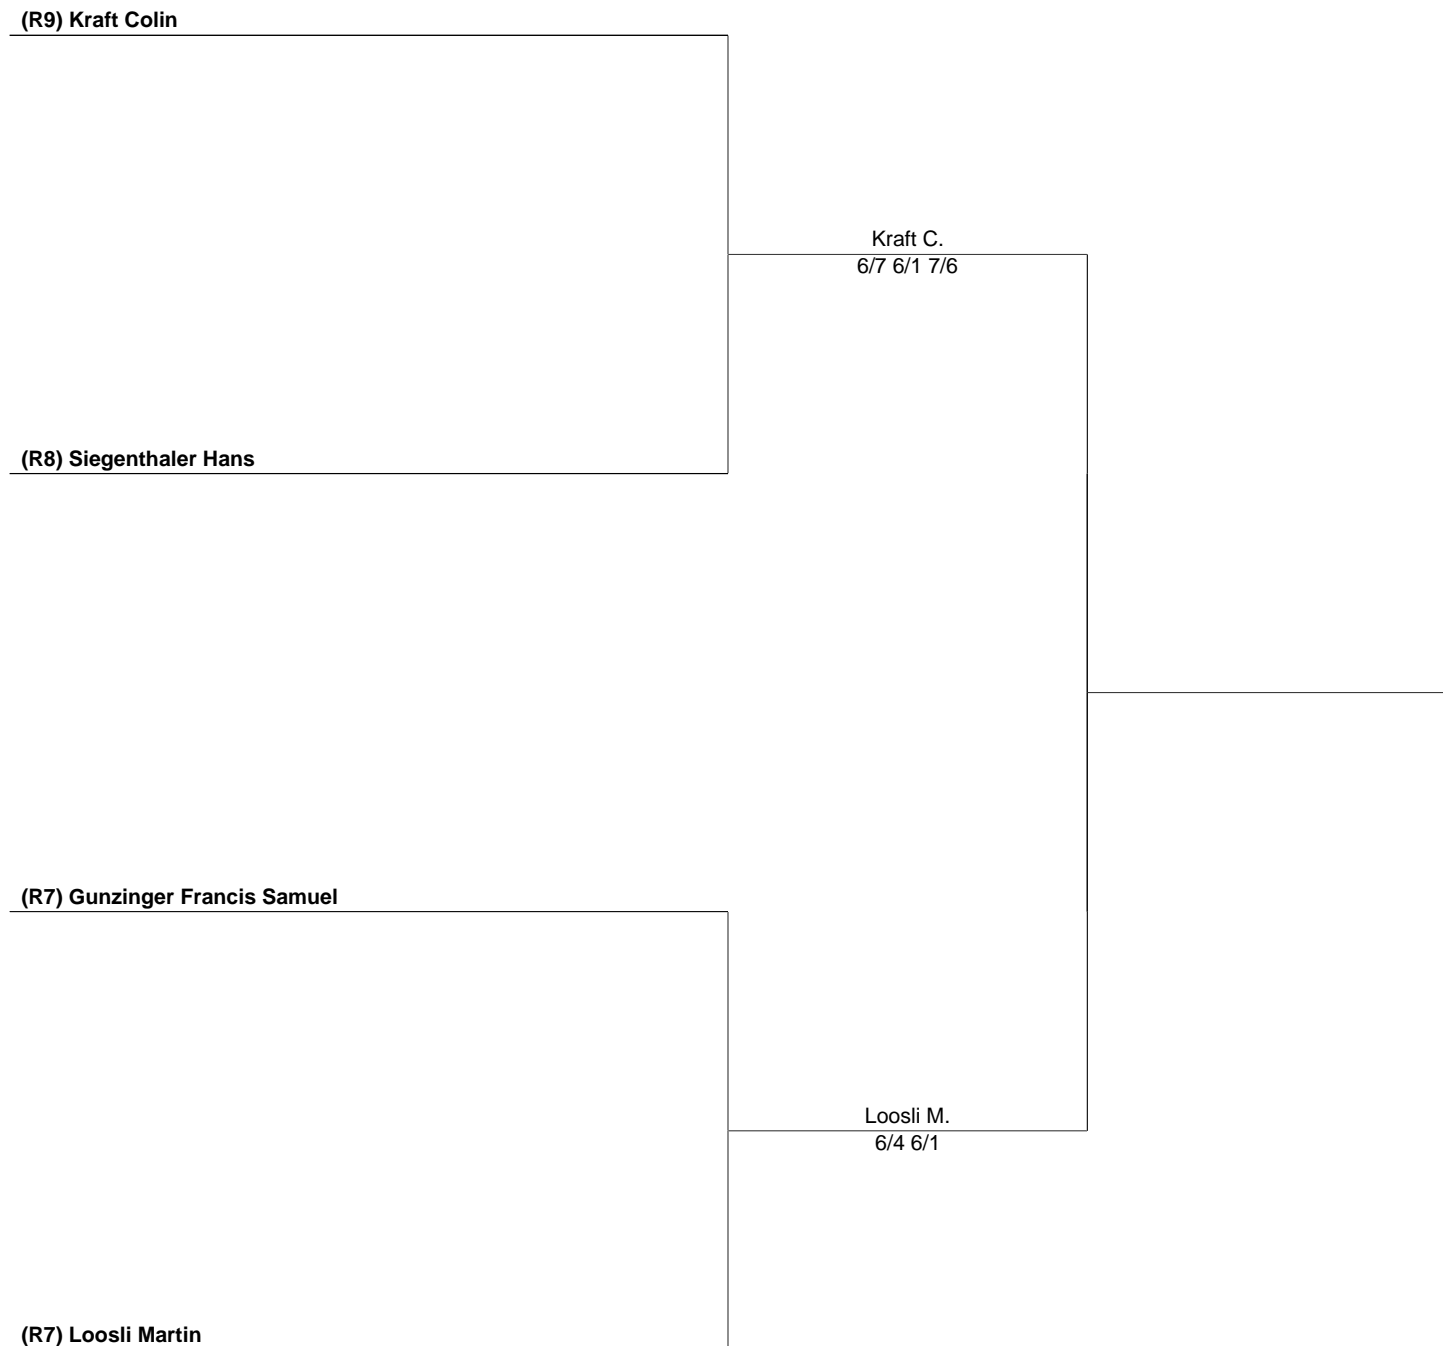 (R9) Kraft Colin
Kraft C.
6/7 6/1 7/6
(R8) Siegenthaler Hans
(R7) Gunzinger Francis Samuel
Loosli M.
6/4 6/1
(R7) Loosli Martin